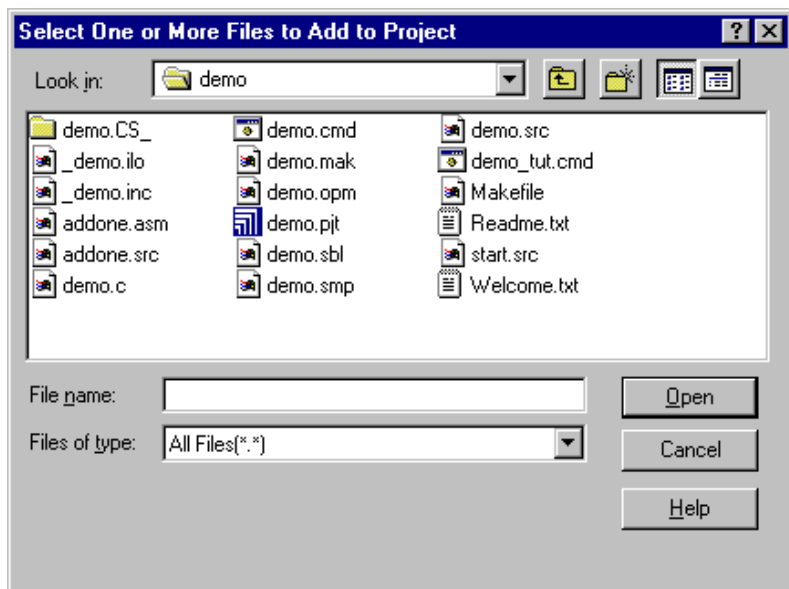 Select One or More Files to Add to Project
Look in: demo
demo.CS_ demo.cmd demo.src
_demo.ilo demo.mak demo_tut.cmd
_demo.inc demo.opm Makefile
addone.asm demo.pjt Readme.txt
addone.src demo.sbl start.src
demo.c demo.smp Welcome.txt
File name: Open
Files of type: All Files(*.*) Cancel
Help